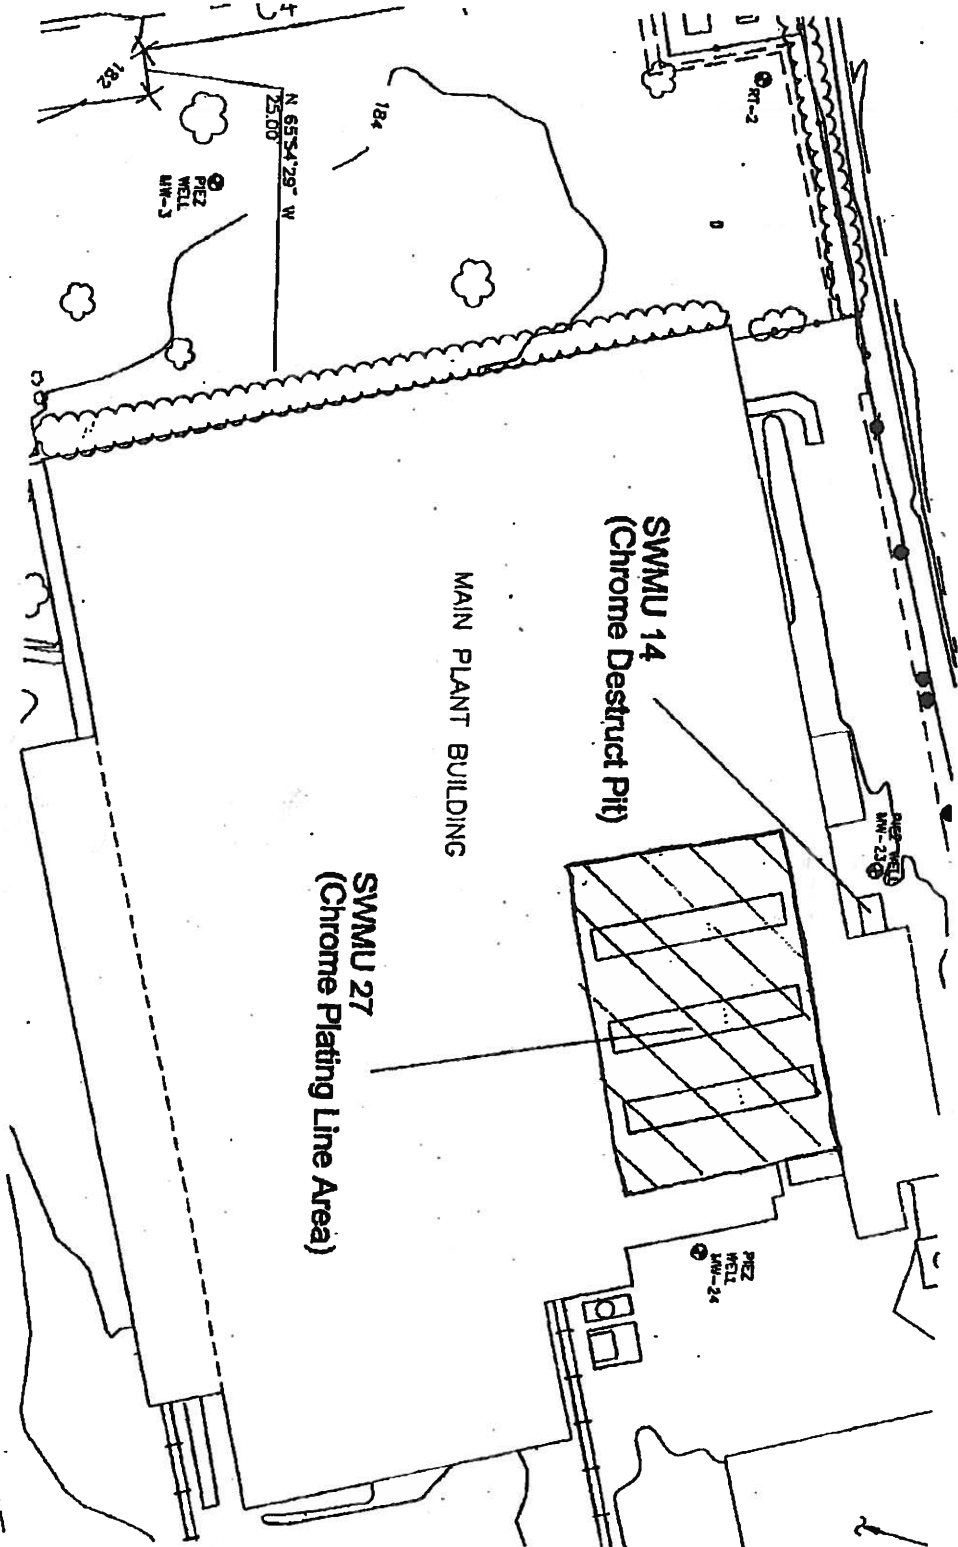 182
N 65°54'29" W
25.00
184
RT-2
PIEZ
WELL
MW-3
SWMU 14
(Chrome Destruct Pit)
MAIN PLANT BUILDING
PIEZ WELL
MW-23
SWMU 27
(Chrome Plating Line Area)
PIEZ
WELL
MW-24